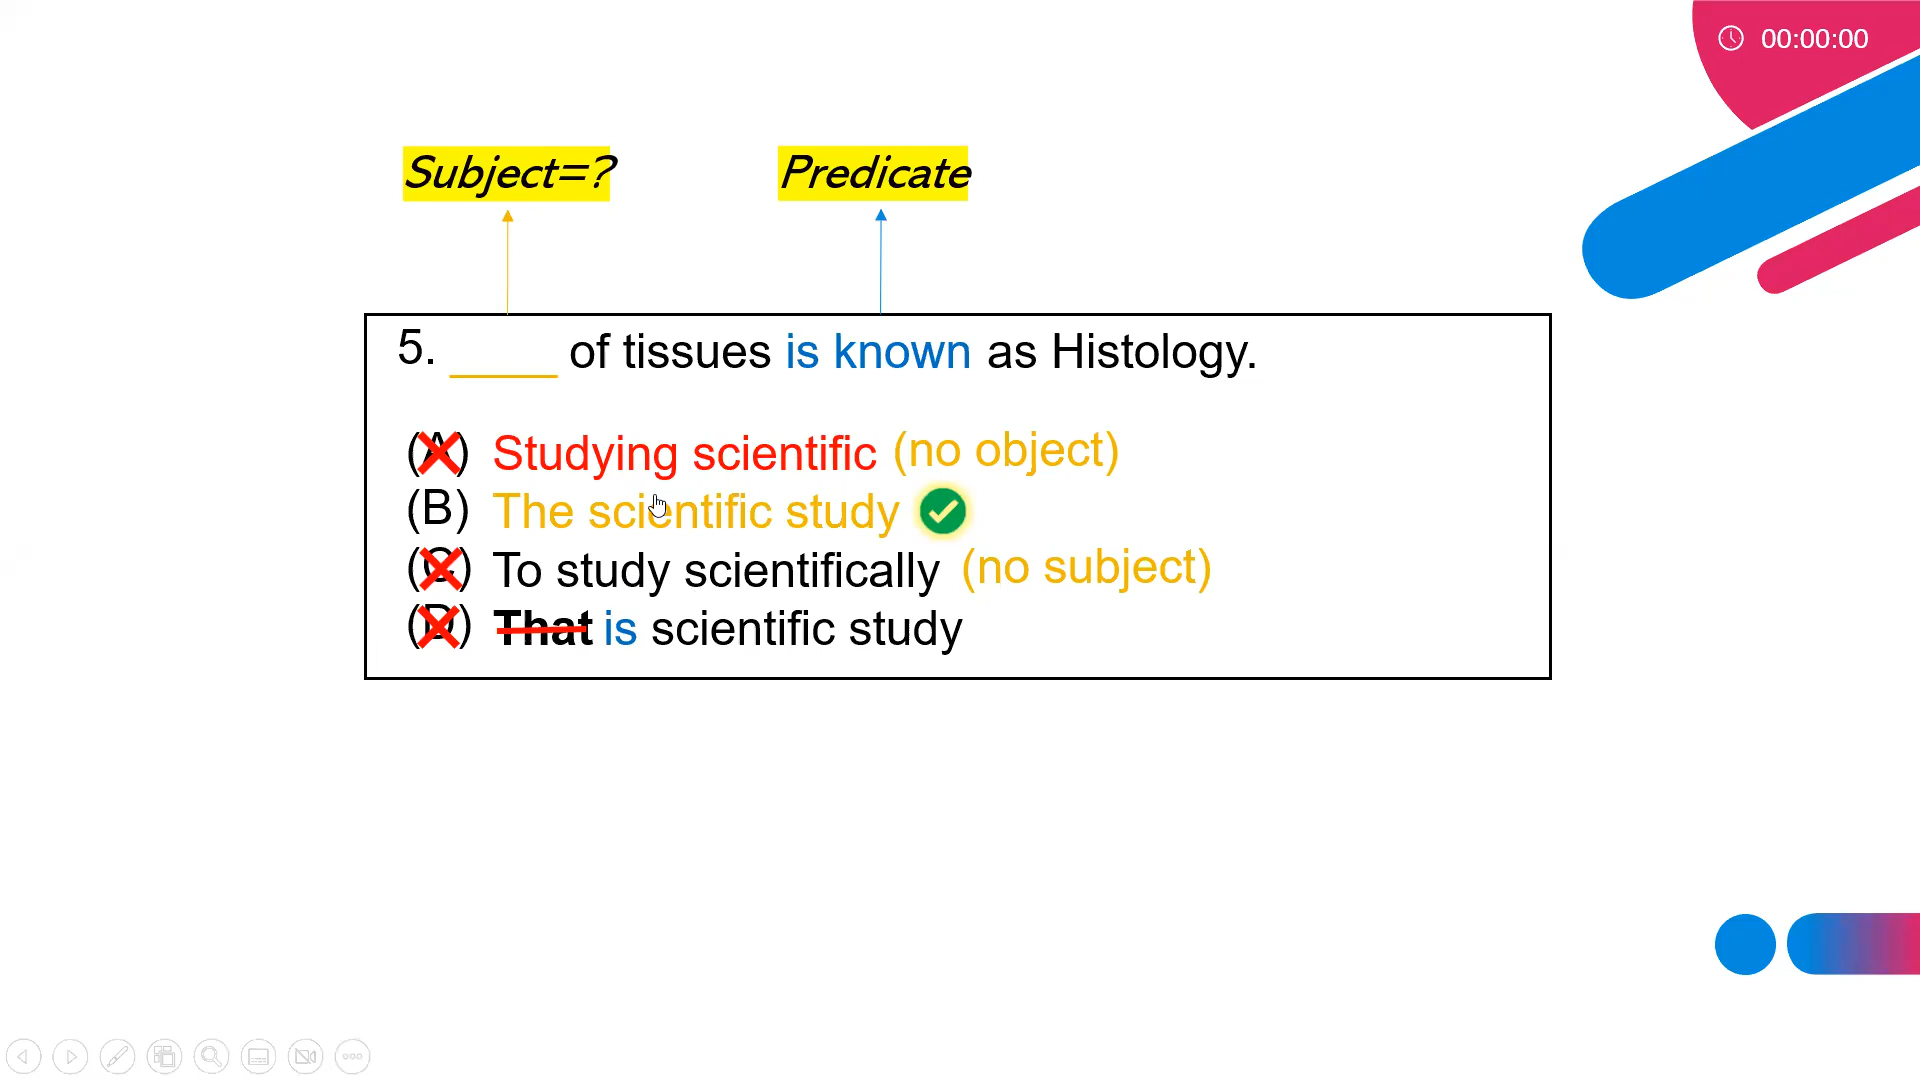 00:00:00
Subject=? Predicate
5. ____ of tissues is known as Histology.
(A) Studying scientific (no object)
(B) The scientific study
(C) To study scientifically (no subject)
(D) That is scientific study